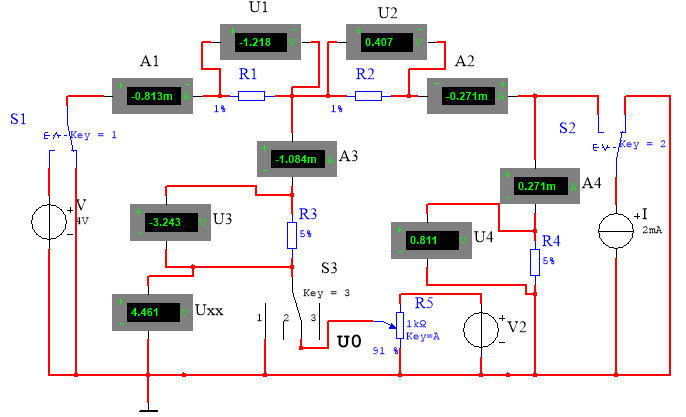 U1
U2
-1.218 V
0.407 V
A1
A2
R1
R2
-0.813m A
-0.271m A
1%
1%
S1
S2
Key = 1
Key = 2
A3
-1.084m A
A4
0.271m A
V
4V
U3
-3.243 V
R3
5%
U4
0.811 V
I
2mA
R4
5%
S3
Key = 3
Uxx
4.461 V
1
2
3
U0
R5
1kΩ
Key=A
91 %
V2